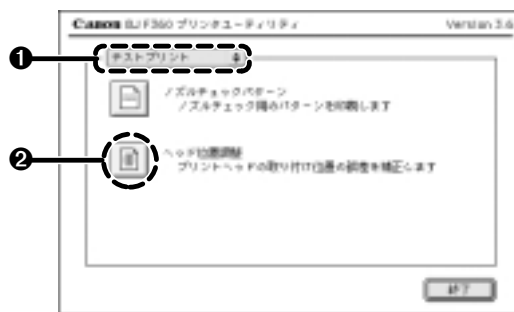 Canon BJ F360 プリンタユーティリティ Version 3.6
❶ テストプリント
ノズルチェックパターン
ノズルチェック用のパターンを印刷します
❷ ヘッド位置調整
プリントヘッドの取り付け位置の誤差を補正します
終了